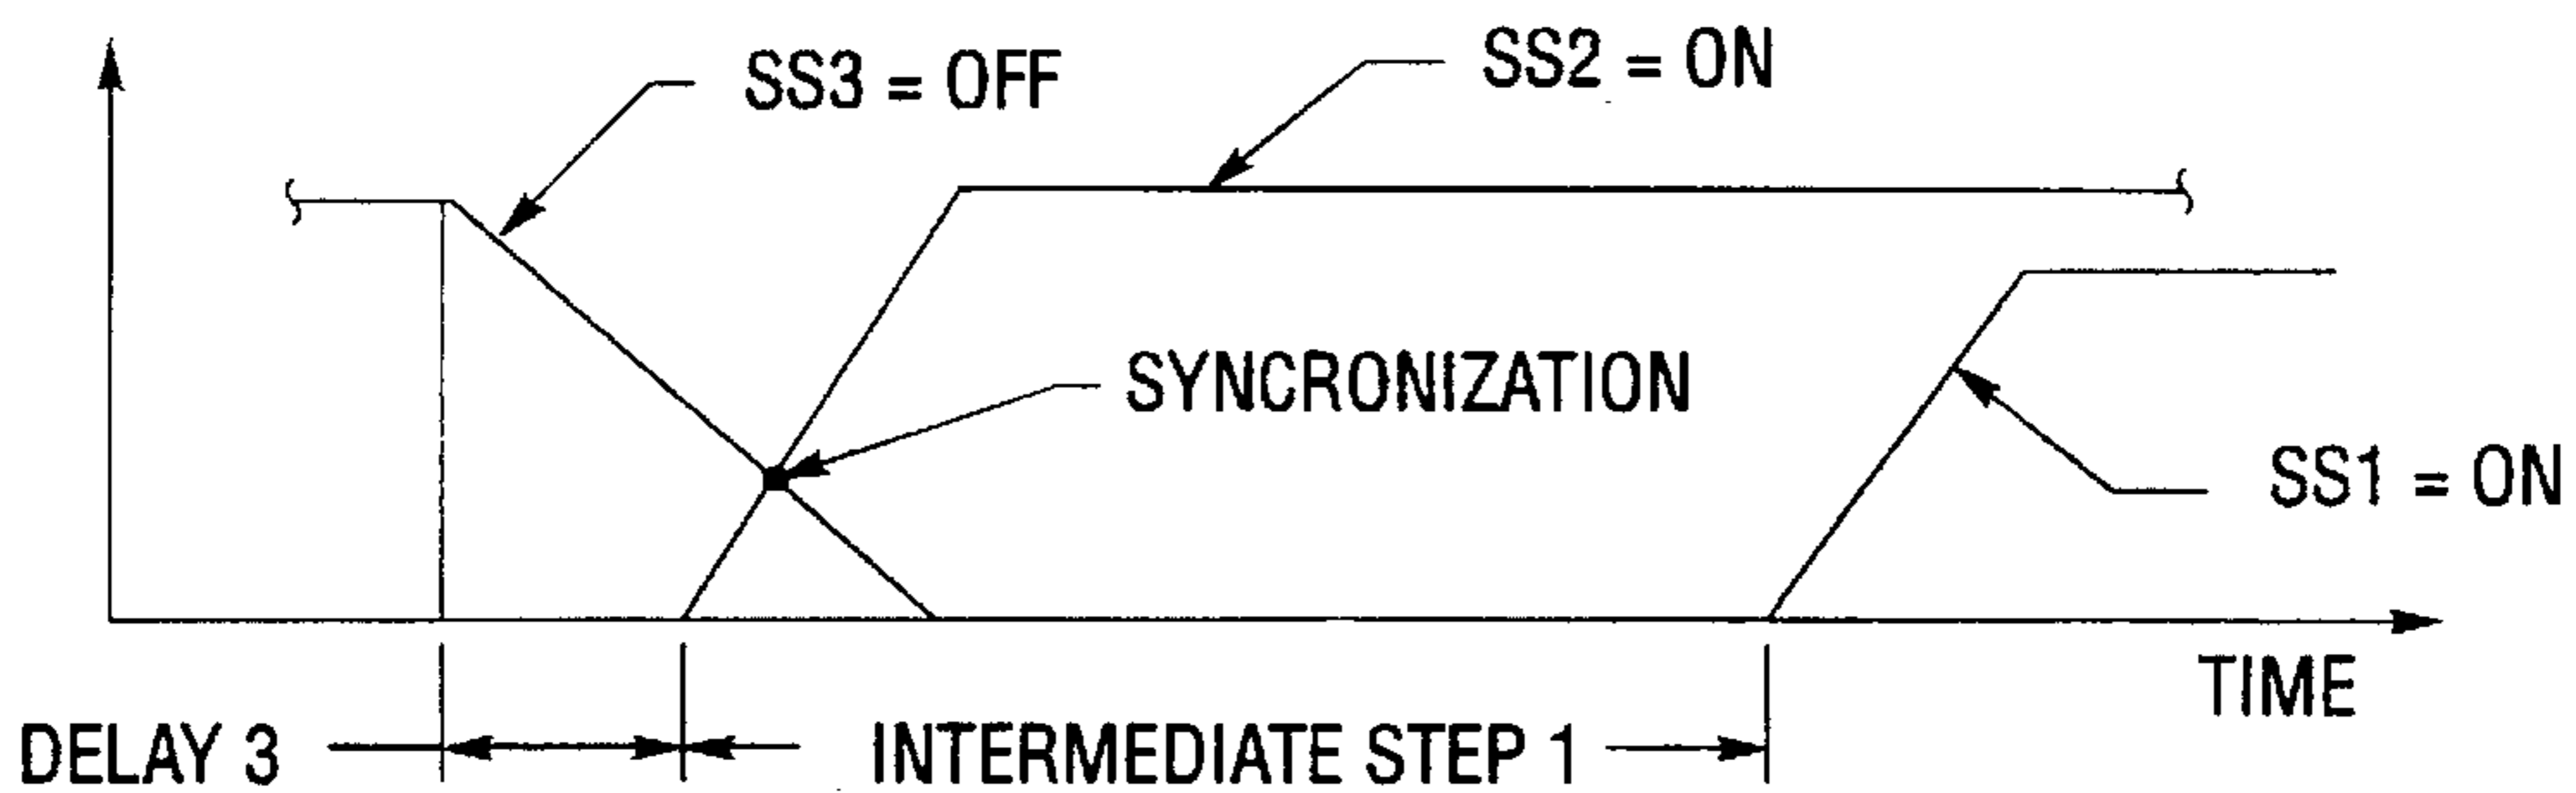 SS3 = OFF
SS2 = ON
SYNCRONIZATION
SS1 = ON
TIME
DELAY 3
INTERMEDIATE STEP 1